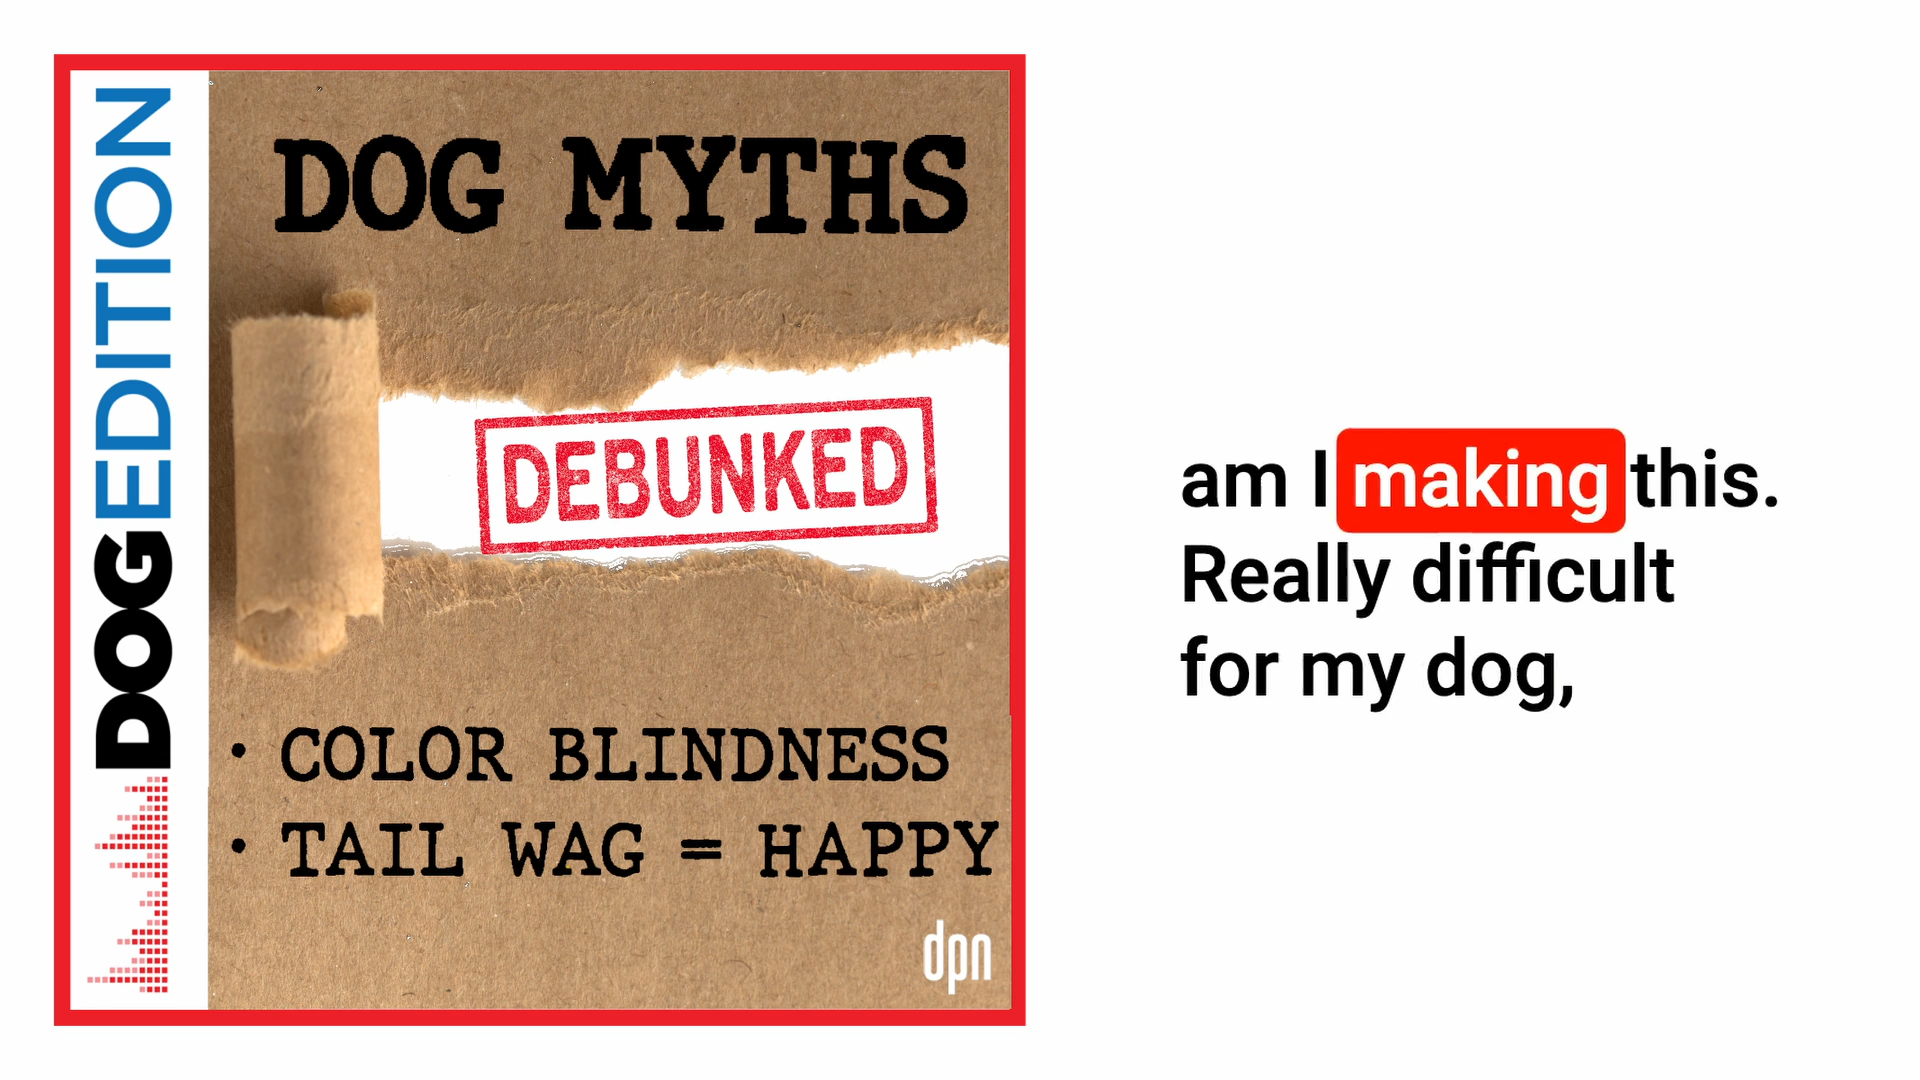 DOGEDITION
DOG MYTHS
DEBUNKED
• COLOR BLINDNESS
• TAIL WAG = HAPPY
dpn
am I making this.
Really difficult
for my dog,